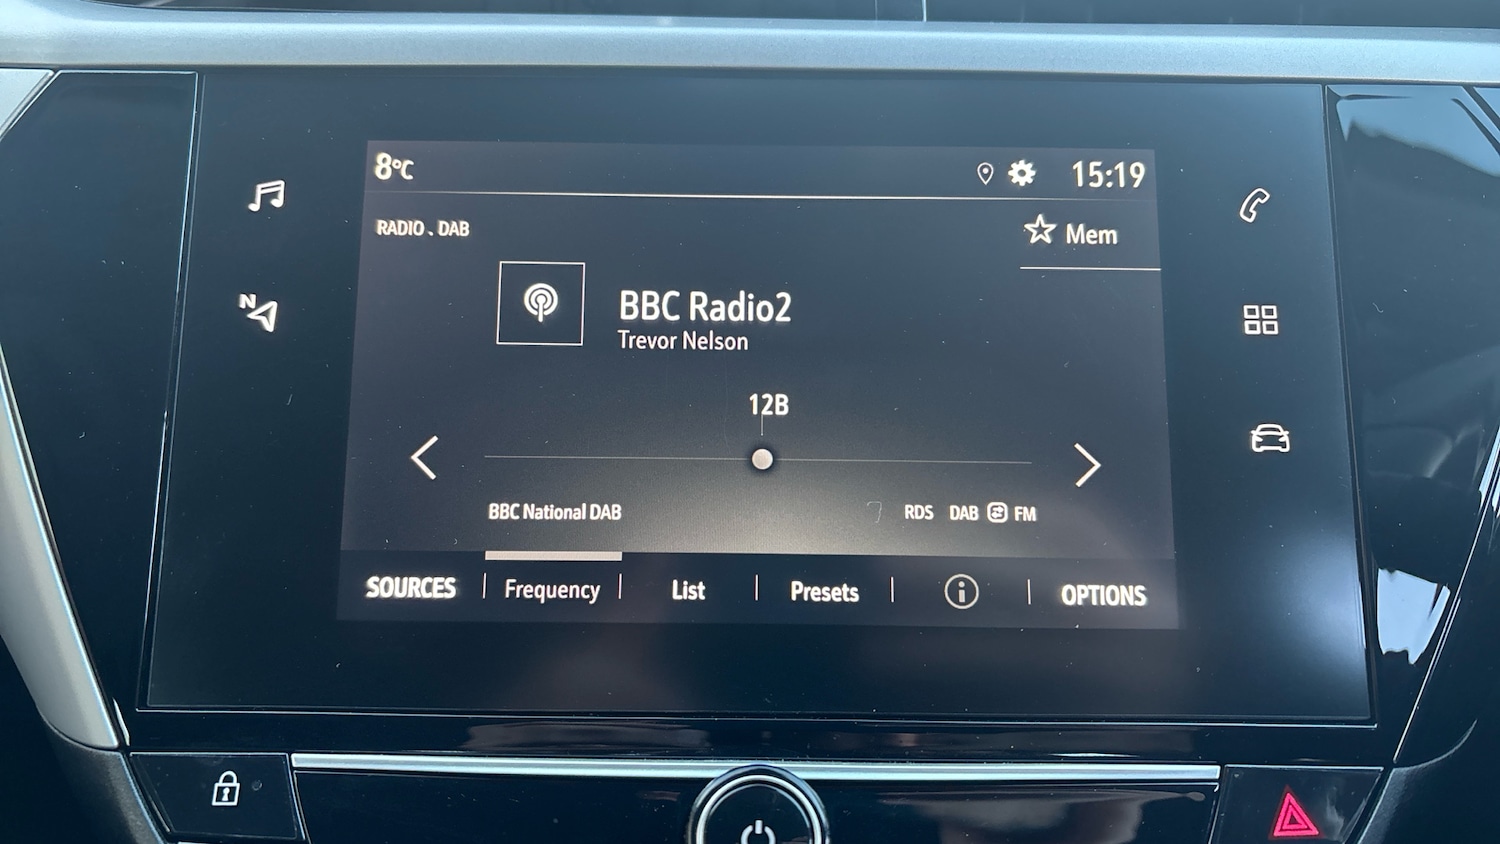 8°C 15:19
RADIO . DAB
Mem
BBC Radio2
Trevor Nelson
12B
BBC National DAB RDS DAB FM
SOURCES Frequency List Presets OPTIONS
N